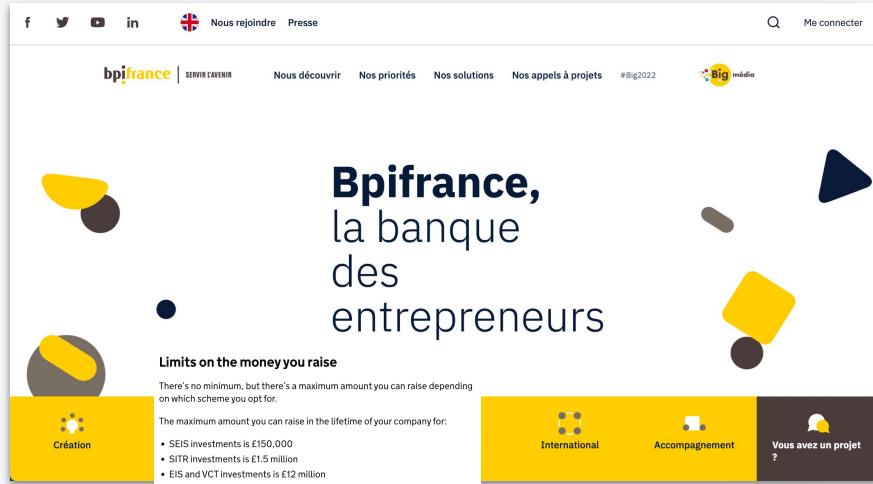 Nous rejoindre Presse
Me connecter
bpifrance SERVIR L'AVENIR
Nous découvrir Nos priorités Nos solutions Nos appels à projets #Big2022
Big média
Bpifrance,
la banque
des
entrepreneurs
Limits on the money you raise
There's no minimum, but there's a maximum amount you can raise depending
on which scheme you opt for.
The maximum amount you can raise in the lifetime of your company for:
• SEIS investments is £150,000
• SITR investments is £1.5 million
• EIS and VCT investments is £12 million
Création
International
Accompagnement
Vous avez un projet
?